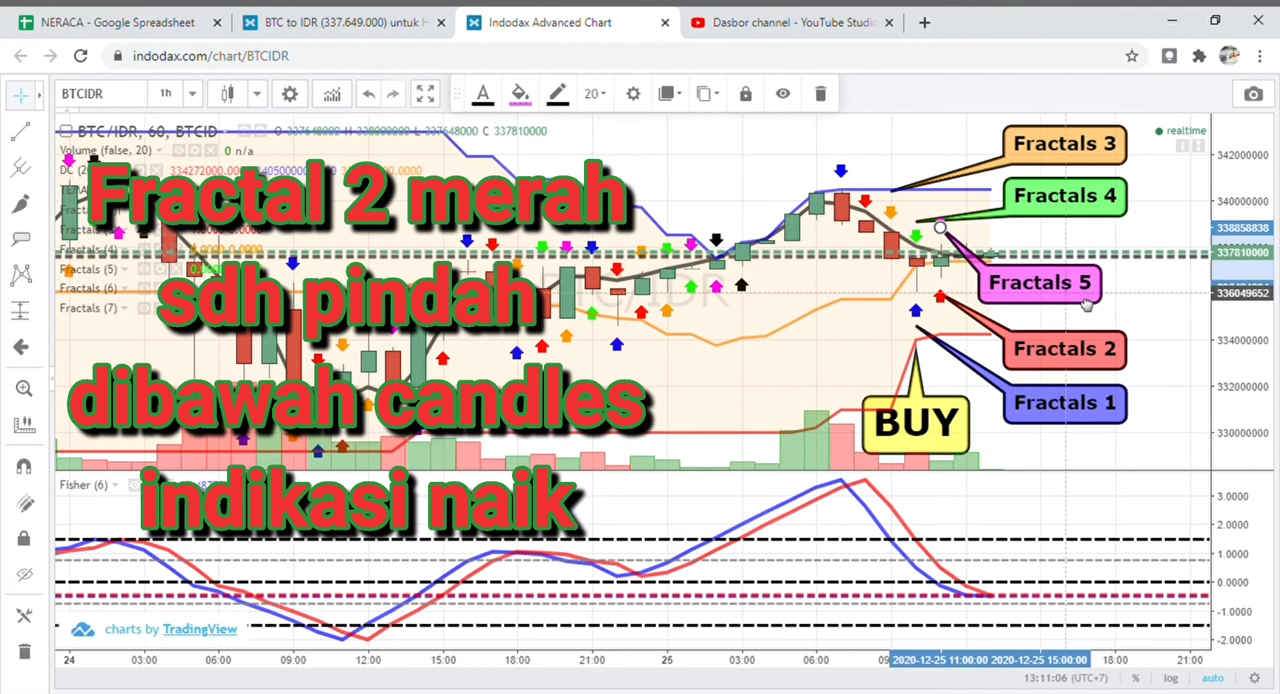 NERACA - Google Spreadsheet
BTC to IDR (337.649.000) untuk H
Indodax Advanced Chart
Dasbor channel - YouTube Studio
indodax.com/chart/BTCIDR
BTCIDR 1h
20
BTC/IDR, 60, BTCID O 337648000 H 338000000 L 337648000 C 337810000
Volume (false, 20) 0 n/a
realtime
Fractals 3
Fractals 4
Fractals 5
Fractals 2
Fractals 1
BUY
Fractal 2 merah
sdh pindah
dibawah candles
indikasi naik
Fractals (4)
Fractals (5)
Fractals (6)
Fractals (7)
342000000
340000000
338858838
337810000
336049652
334000000
332000000
330000000
Fisher (6)
3.0000
2.0000
1.0000
0.0000
-1.0000
-2.0000
charts by TradingView
24 03:00 06:00 09:00 12:00 15:00 18:00 21:00 25 03:00 06:00 2020-12-25 11:00:00 2020-12-25 15:00:00 18:00 21:00
13:11:06 (UTC+7) % log auto